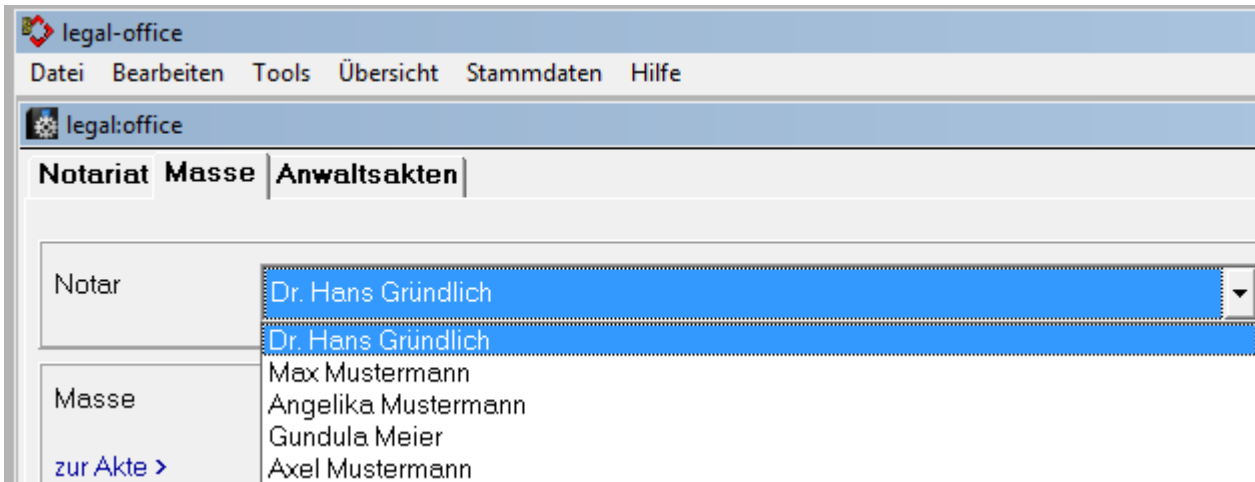 legal-office
Datei Bearbeiten Tools Übersicht Stammdaten Hilfe
legal:office
Notariat Masse Anwaltsakten
Notar
Dr. Hans Gründlich
Dr. Hans Gründlich
Max Mustermann
Masse
Angelika Mustermann
Gundula Meier
zur Akte >
Axel Mustermann